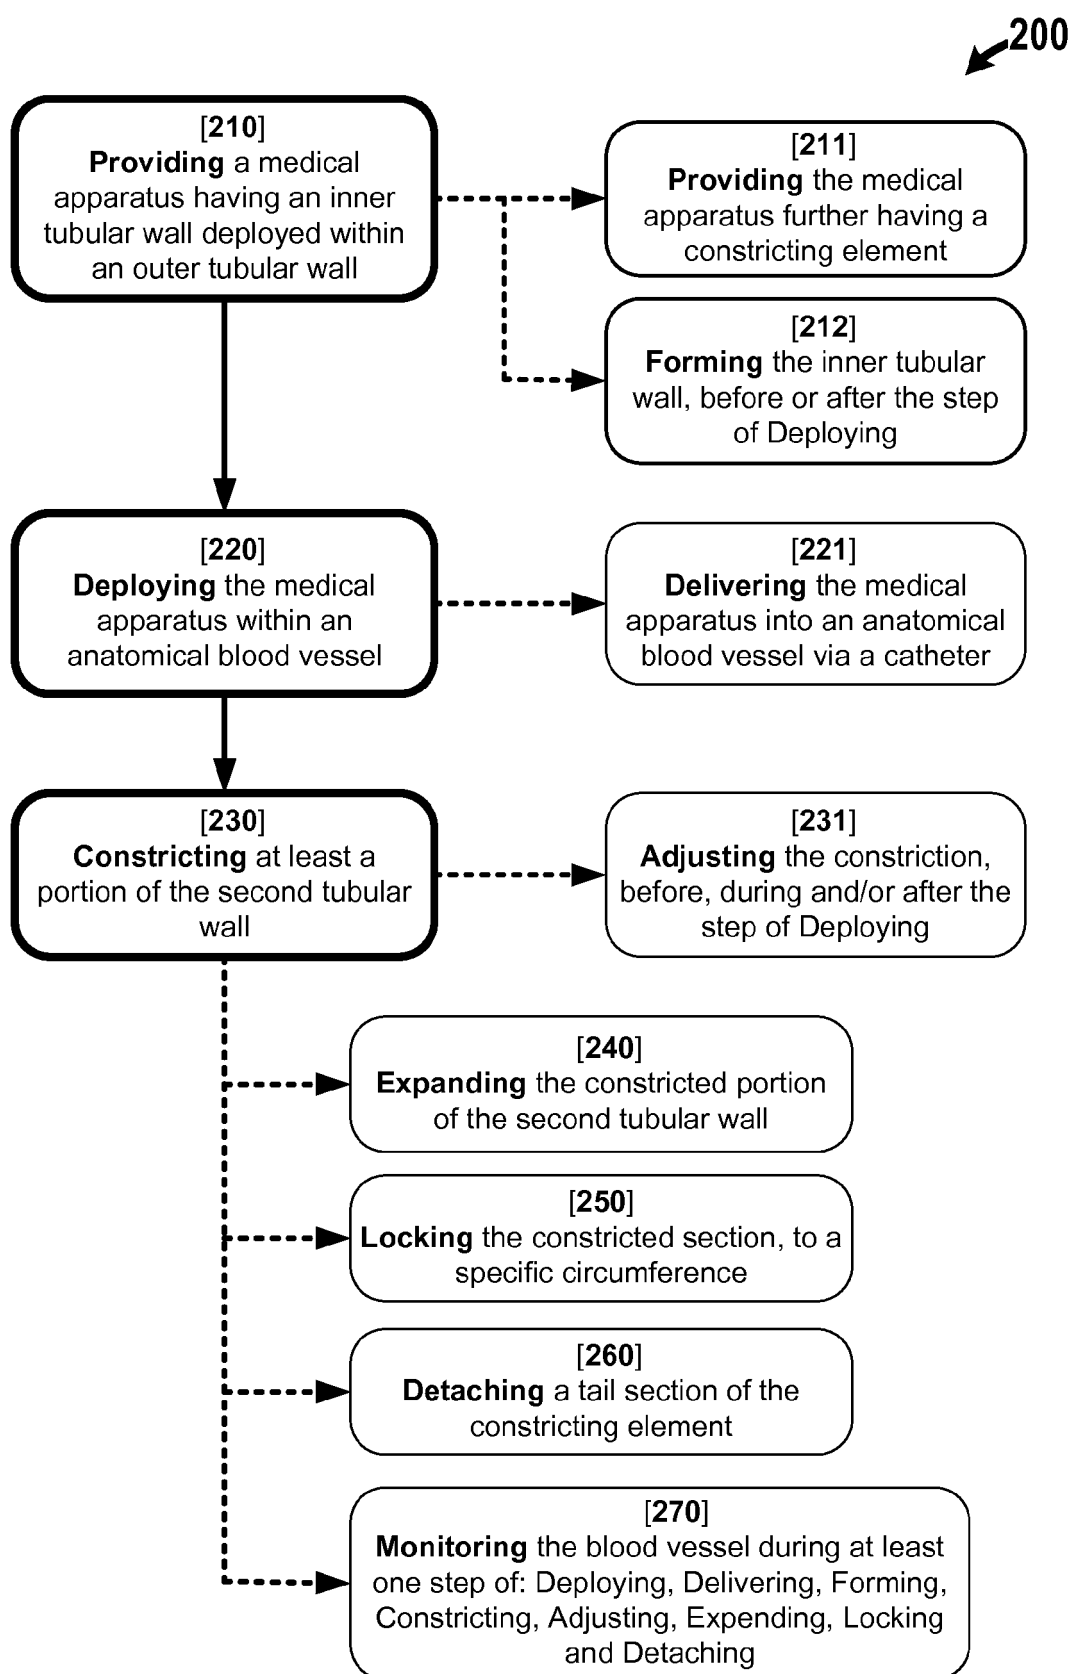 200
[210]
Providing a medical
apparatus having an inner
tubular wall deployed within
an outer tubular wall
[211]
Providing the medical
apparatus further having a
constricting element
[212]
Forming the inner tubular
wall, before or after the step
of Deploying
[220]
Deploying the medical
apparatus within an
anatomical blood vessel
[221]
Delivering the medical
apparatus into an anatomical
blood vessel via a catheter
[230]
Constricting at least a
portion of the second tubular
wall
[231]
Adjusting the constriction,
before, during and/or after the
step of Deploying
[240]
Expanding the constricted portion
of the second tubular wall
[250]
Locking the constricted section, to a
specific circumference
[260]
Detaching a tail section of the
constricting element
[270]
Monitoring the blood vessel during at least
one step of: Deploying, Delivering, Forming,
Constricting, Adjusting, Expending, Locking
and Detaching